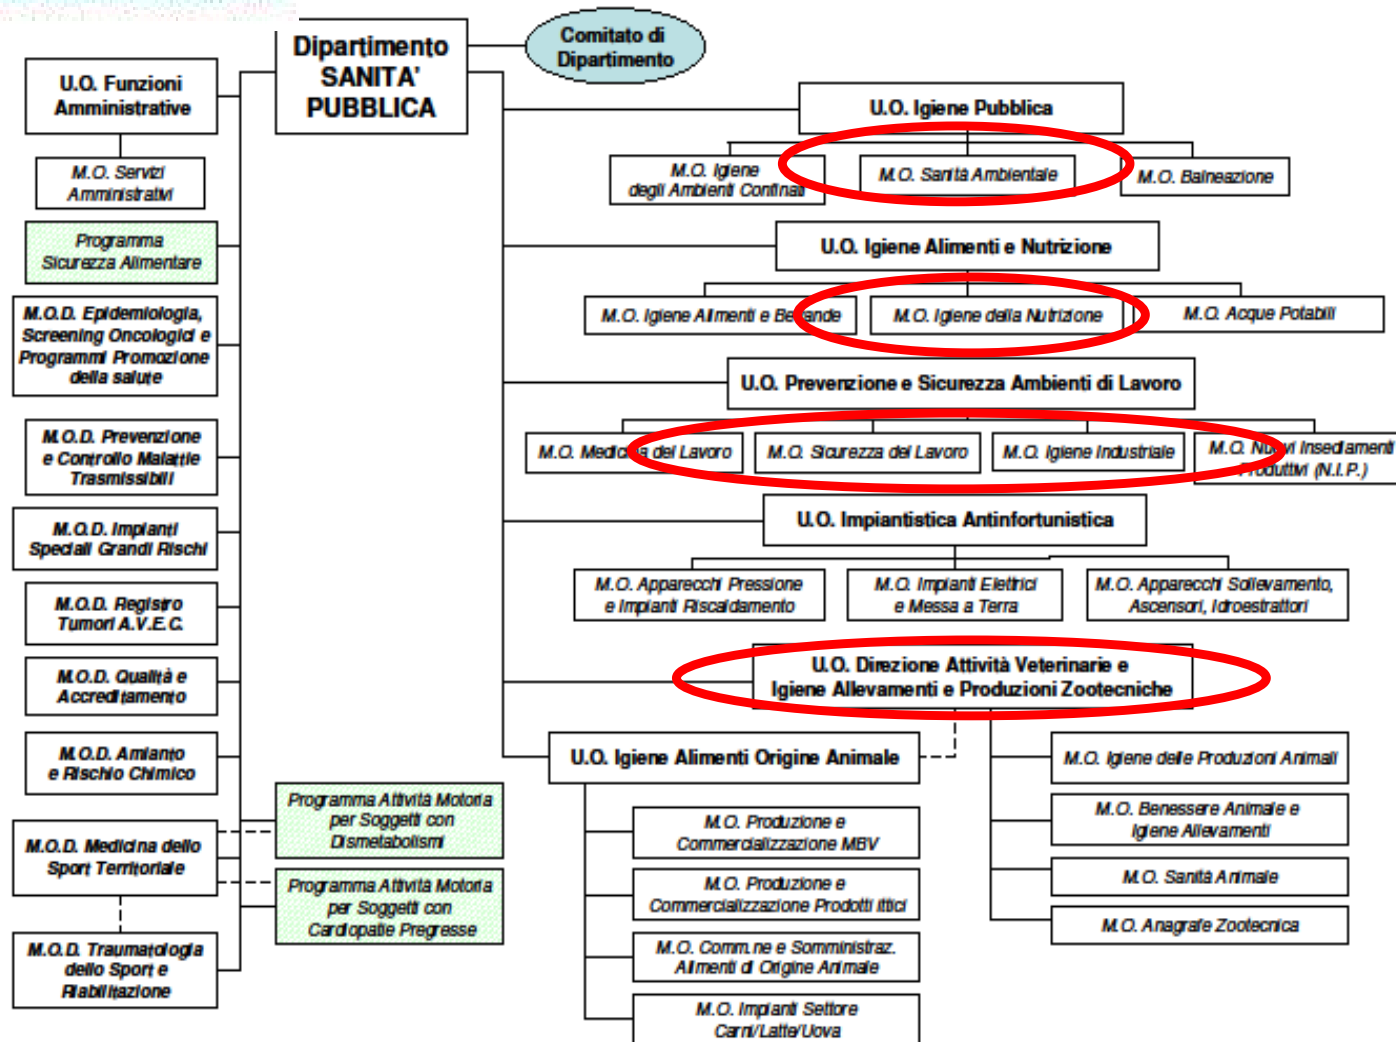 Dipartimento
SANITA'
PUBBLICA
Comitato di
Dipartimento
U.O. Funzioni
Amministrative
M.O. Servizi
Amministrativi
Programma
Sicurezza Alimentare
M.O.D. Epidemiologia,
Screening Oncologici e
Programmi Promozione
della salute
M.O.D. Prevenzione
e Controllo Malattie
Trasmissibili
M.O.D. Impianti
Speciali Grandi Rischi
M.O.D. Registro
Tumori A.V.E.C.
M.O.D. Qualità e
Accreditamento
M.O.D. Amianto
e Rischio Chimico
M.O.D. Medicina dello
Sport Territoriale
M.O.D. Traumatologia
dello Sport e
Riabilitazione
Programma Attività Motoria
per Soggetti con
Dismetabolismi
Programma Attività Motoria
per Soggetti con
Cardiopatie Pregresse
U.O. Igiene Pubblica
M.O. Igiene
degli Ambienti Confinati
M.O. Sanità Ambientale
M.O. Balneazione
U.O. Igiene Alimenti e Nutrizione
M.O. Igiene Alimenti e Bevande
M.O. Igiene della Nutrizione
M.O. Acque Potabili
U.O. Prevenzione e Sicurezza Ambienti di Lavoro
M.O. Medicina del Lavoro
M.O. Sicurezza del Lavoro
M.O. Igiene Industriale
M.O. Nuovi Insediamenti
Produttivi (N.I.P.)
U.O. Impiantistica Antinfortunistica
M.O. Apparecchi Pressione
e Impianti Riscaldamento
M.O. Impianti Elettrici
e Messa a Terra
M.O. Apparecchi Sollevamento,
Ascensori, Idroestrattori
U.O. Direzione Attività Veterinarie e
Igiene Allevamenti e Produzioni Zootecniche
U.O. Igiene Alimenti Origine Animale
M.O. Produzione e
Commercializzazione MBV
M.O. Produzione e
Commercializzazione Prodotti ittici
M.O. Comm.ne e Somministraz.
Alimenti di Origine Animale
M.O. Impianti Settore
Carni/Latte/Uova
M.O. Igiene delle Produzioni Animali
M.O. Benessere Animale e
Igiene Allevamenti
M.O. Sanità Animale
M.O. Anagrafe Zootecnica